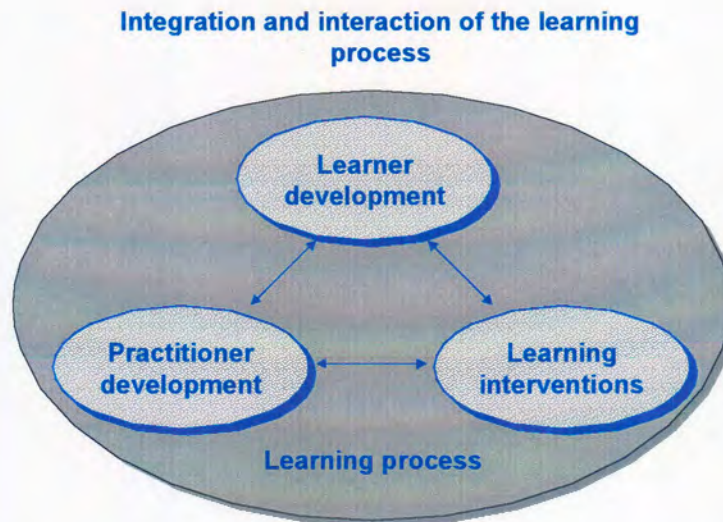 Integration and interaction of the learning
process
Learner
development
Practitioner
development
Learning
interventions
Learning process